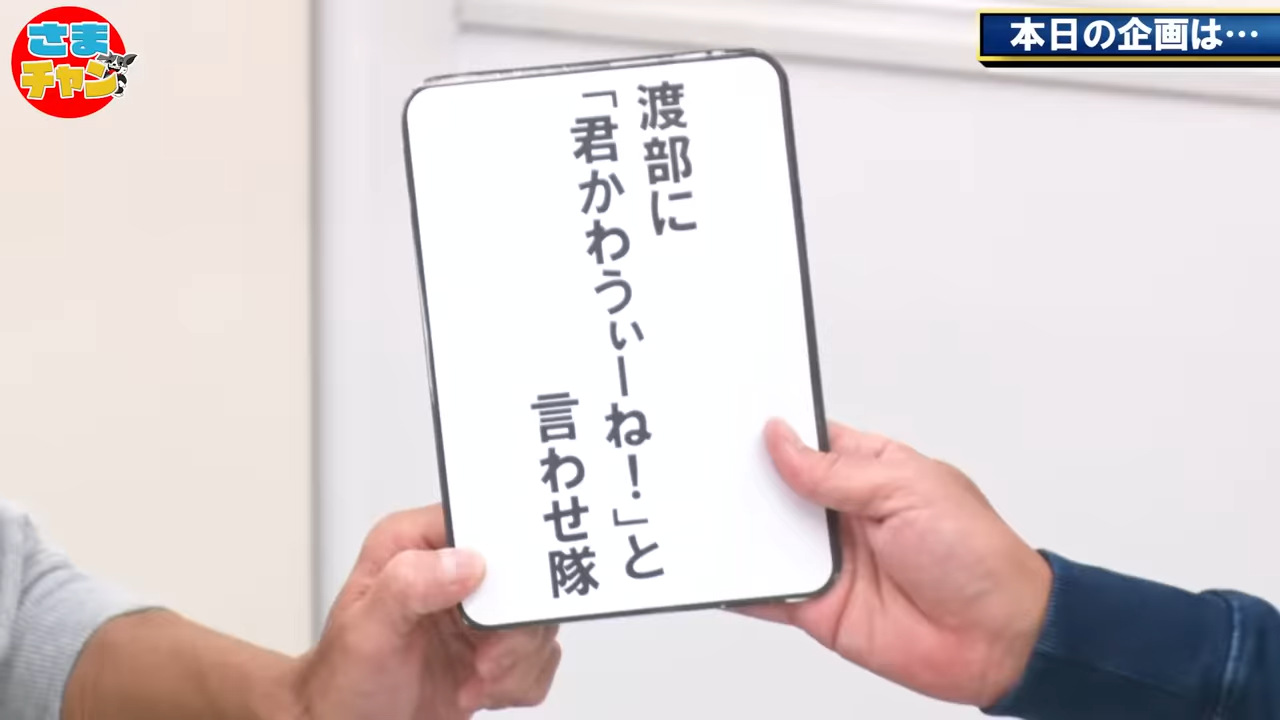 さま
チャン
本日の企画は…
渡部に
「君かわうぃーね！」と
言わせ隊